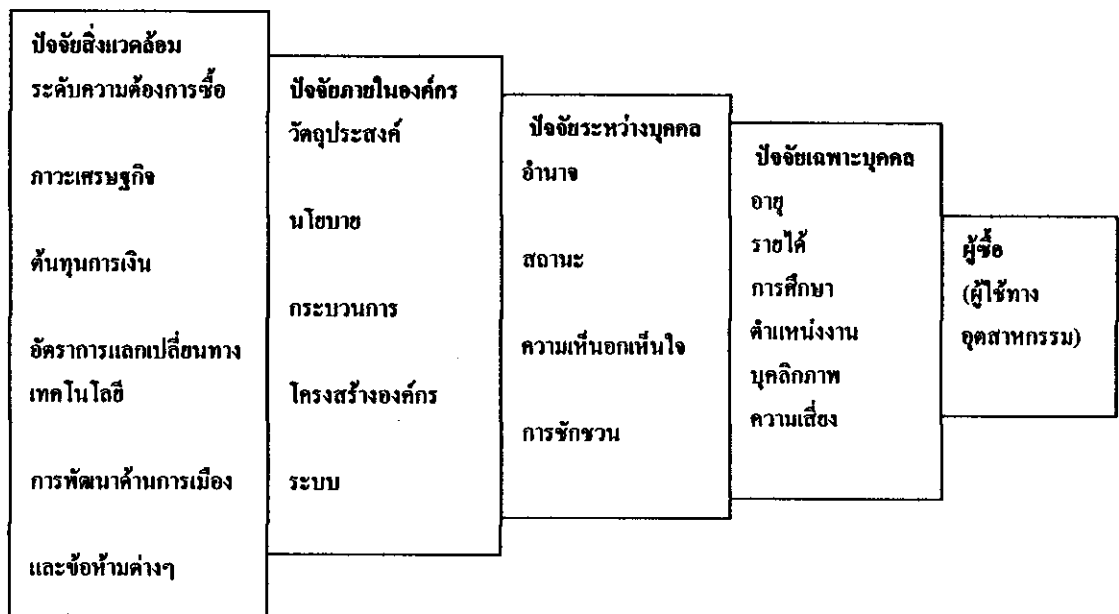 ปัจจัยสิ่งแวดล้อม
ระดับความต้องการซื้อ
ภาวะเศรษฐกิจ
ต้นทุนการเงิน
อัตราการแลกเปลี่ยนทาง
เทคโนโลยี
การพัฒนาด้านการเมือง
และข้อห้ามต่างๆ
ปัจจัยภายในองค์กร
วัตถุประสงค์
นโยบาย
กระบวนการ
โครงสร้างองค์กร
ระบบ
ปัจจัยระหว่างบุคคล
อำนาจ
สถานะ
ความเห็นอกเห็นใจ
การชักชวน
ปัจจัยเฉพาะบุคคล
อายุ
รายได้
การศึกษา
ตำแหน่งงาน
บุคลิกภาพ
ความเสี่ยง
ผู้ซื้อ
(ผู้ใช้ทาง
อุตสาหกรรม)